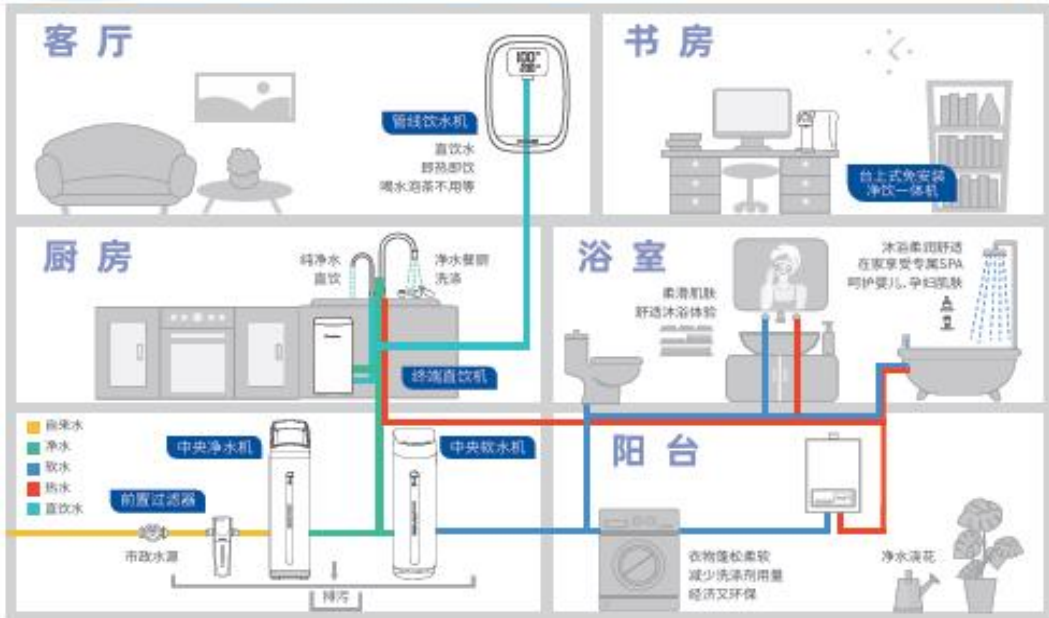 客厅
100°
管线饮水机
直饮水
即热即饮
喝水泡茶不用等
书房
台上式免安装
净饮一体机
厨房
纯净水
直饮
净水餐厨
洗涤
终端直饮机
浴室
柔滑肌肤
舒适沐浴体验
沐浴柔润舒适
在家享受专属SPA
呵护婴儿、孕妇肌肤
自来水
净水
软水
热水
直饮水
中央净水机
中央软水机
前置过滤器
市政水源
排污
阳台
衣物蓬松柔软
减少洗涤剂用量
经济又环保
净水浇花